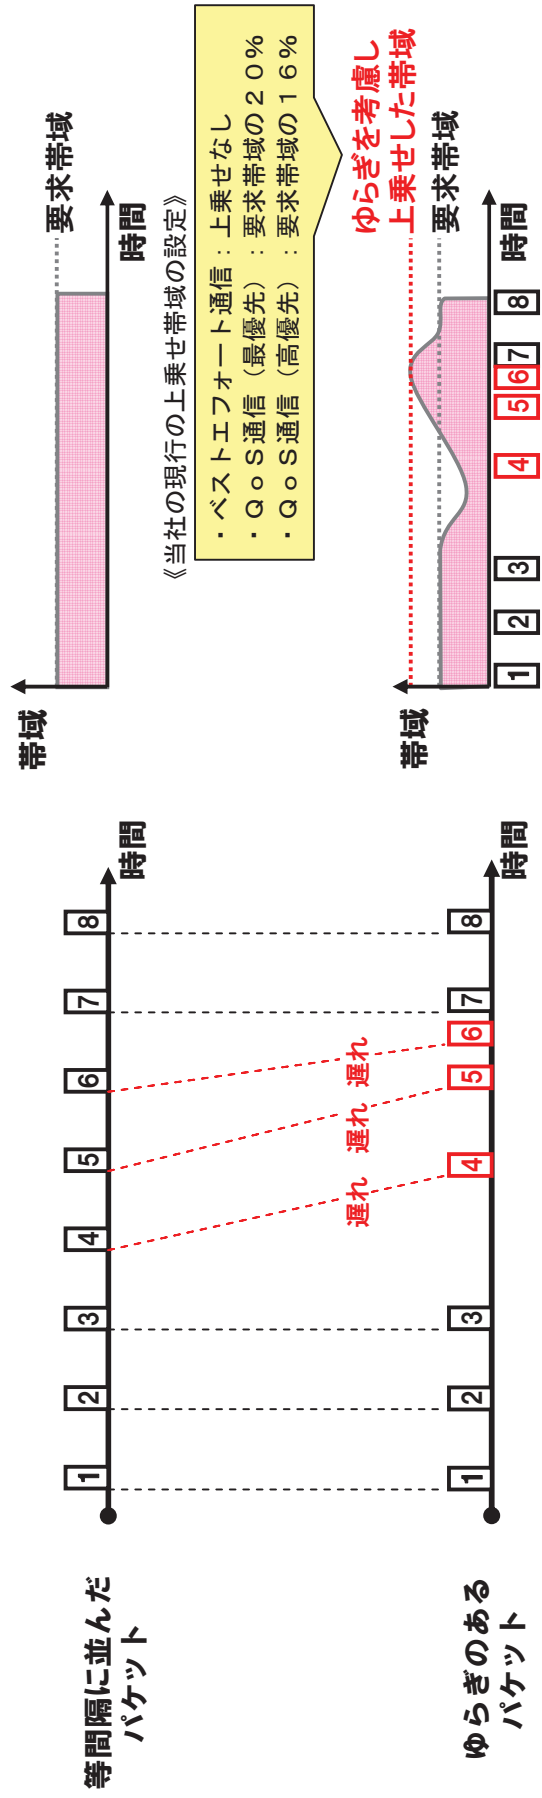 等間隔に並んだ
パケット
1 2 3 4 5 6 7 8
時間
遅れ 遅れ 遅れ
ゆらぎのある
パケット
1 2 3 4 5 6 7 8
時間
帯域
要求帯域
時間
《当社の現行の上乗せ帯域の設定》
・ベストエフォート通信：上乗せなし
・ＱｏＳ通信（最優先）：要求帯域の２０％
・ＱｏＳ通信（高優先）：要求帯域の１６％
ゆらぎを考慮し
上乗せした帯域
帯域
要求帯域
時間
1 2 3 4 5 6 7 8